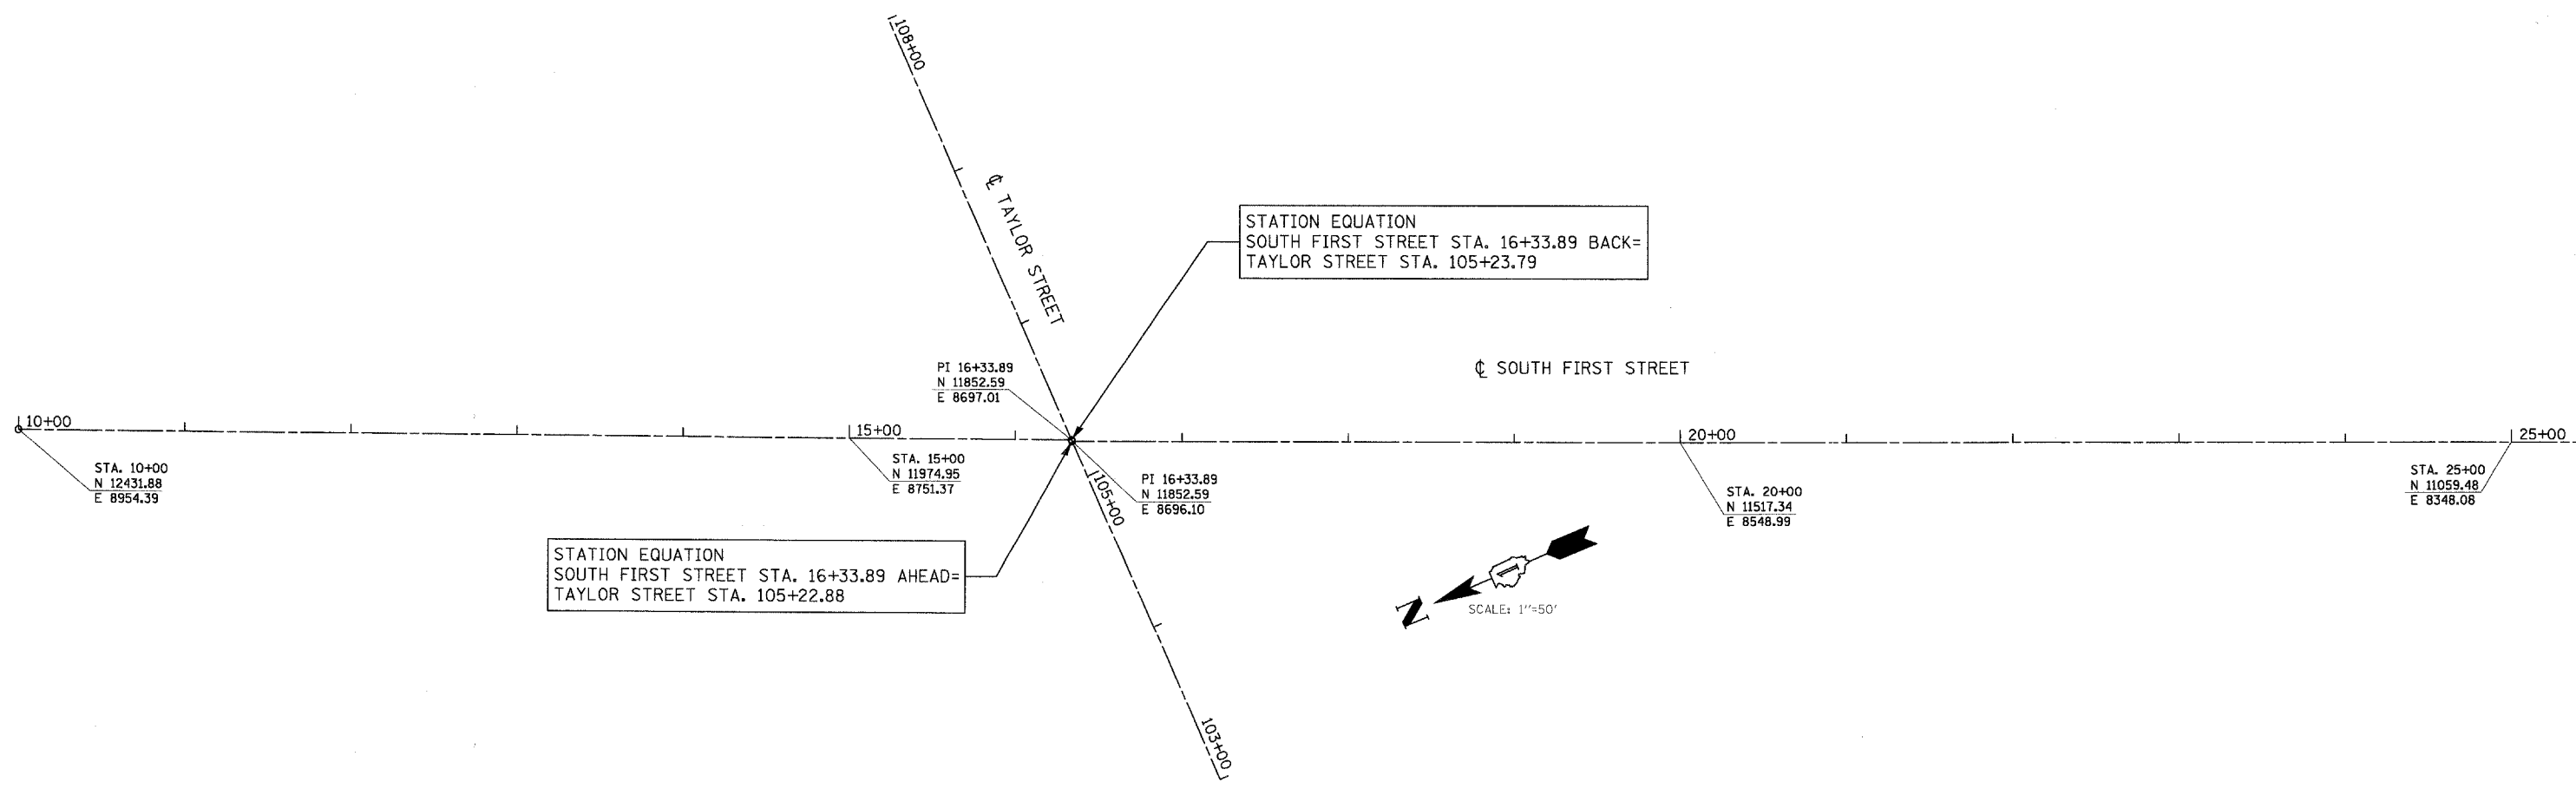 108+00
℄ TAYLOR STREET
STATION EQUATION
SOUTH FIRST STREET STA. 16+33.89 BACK=
TAYLOR STREET STA. 105+23.79
PI 16+33.89
N 11852.59
E 8697.01
℄ SOUTH FIRST STREET
10+00
15+00
20+00
25+00
STA. 10+00
N 12431.88
E 8954.39
STA. 15+00
N 11974.95
E 8751.37
105+00
PI 16+33.89
N 11852.59
E 8696.10
STA. 20+00
N 11517.34
E 8548.99
STA. 25+00
N 11059.48
E 8348.08
STATION EQUATION
SOUTH FIRST STREET STA. 16+33.89 AHEAD=
TAYLOR STREET STA. 105+22.88
N
SCALE: 1"=50'
103+00